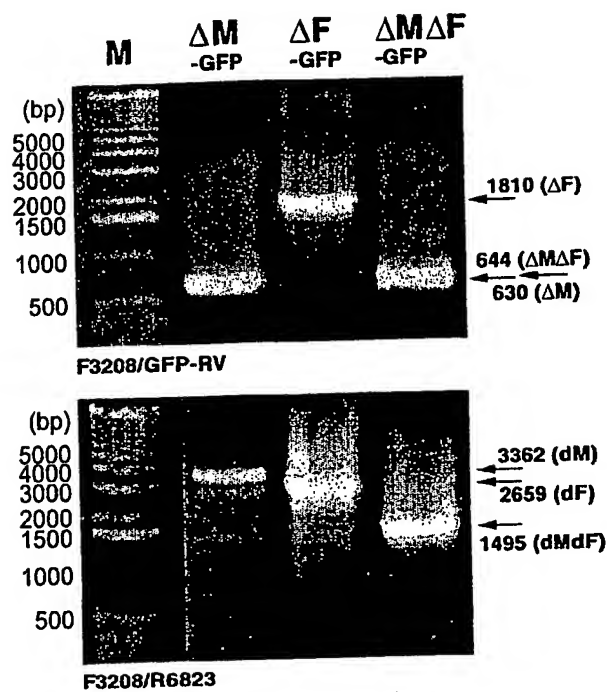 M ΔM ΔF ΔMΔF
-GFP -GFP -GFP
(bp)
5000
4000
3000
2000
1500
1000
500
1810 (ΔF)
644 (ΔMΔF)
630 (ΔM)
F3208/GFP-RV
(bp)
5000
4000
3000
2000
1500
1000
500
3362 (dM)
2659 (dF)
1495 (dMdF)
F3208/R6823